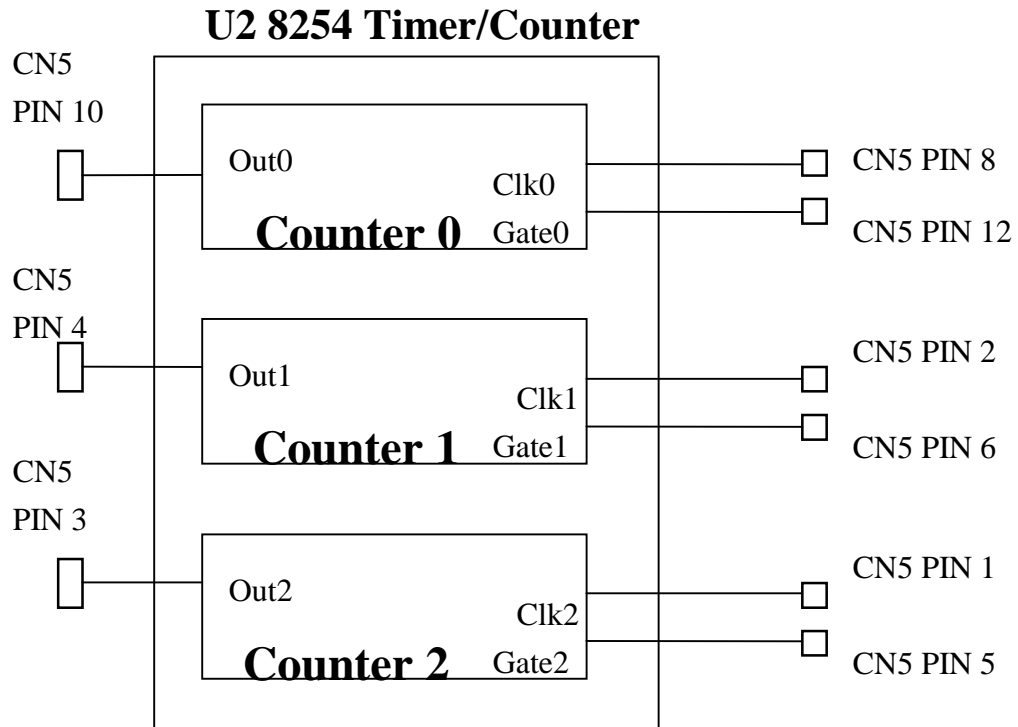 U2 8254 Timer/Counter
CN5
PIN 10
Out0
Clk0
Counter 0
Gate0
CN5 PIN 8
CN5 PIN 12
CN5
PIN 4
Out1
Clk1
Counter 1
Gate1
CN5 PIN 2
CN5 PIN 6
CN5
PIN 3
Out2
Clk2
Counter 2
Gate2
CN5 PIN 1
CN5 PIN 5